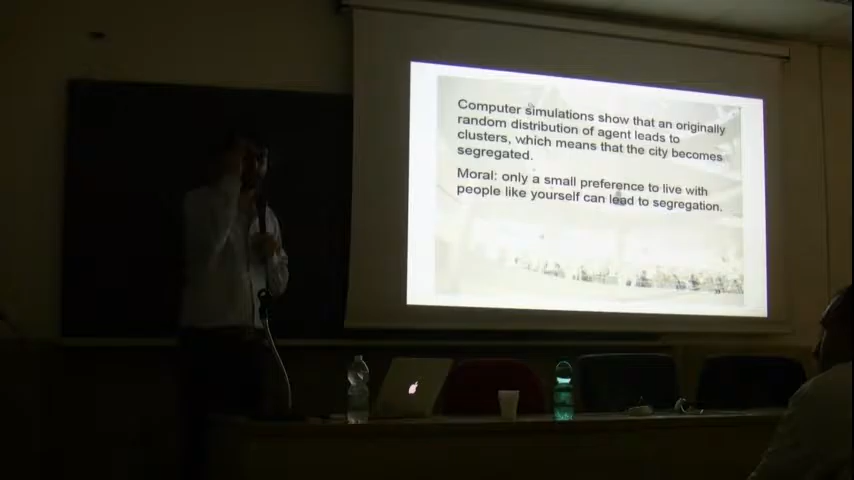 Computer simulations show that an originally
random distribution of agent leads to
clusters, which means that the city becomes
segregated.
Moral: only a small preference to live with
people like yourself can lead to segregation.